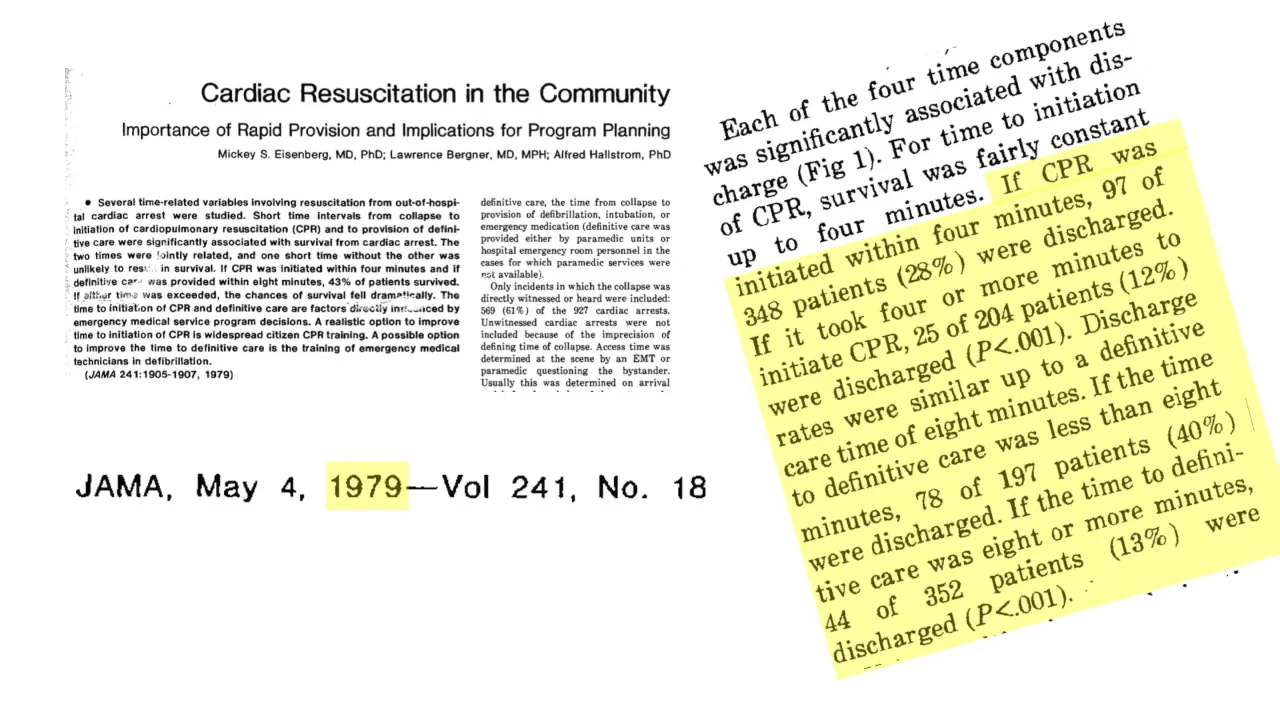 Cardiac Resuscitation in the Community
Importance of Rapid Provision and Implications for Program Planning
Mickey S. Eisenberg, MD, PhD; Lawrence Bergner, MD, MPH; Alfred Hallstrom, PhD
• Several time-related variables involving resuscitation from out-of-hospi-
tal cardiac arrest were studied. Short time intervals from collapse to
initiation of cardiopulmonary resuscitation (CPR) and to provision of defini-
tive care were significantly associated with survival from cardiac arrest. The
two times were jointly related, and one short time without the other was
unlikely to in survival. If CPR was initiated within four minutes and if
definitive care was provided within eight minutes, 43% of patients survived.
If either time was exceeded, the chances of survival fell dramatically. The
time to initiation of CPR and definitive care are factors directly influenced by
emergency medical service program decisions. A realistic option to improve
time to initiation of CPR is widespread citizen CPR training. A possible option
to improve the time to definitive care is the training of emergency medical
technicians in defibrillation.
(JAMA 241:1905-1907, 1979)
definitive care, the time from collapse to
provision of defibrillation, intubation, or
emergency medication (definitive care was
provided either by paramedic units or
hospital emergency room personnel in the
cases for which paramedic services were
not available).
Only incidents in which the collapse was
directly witnessed or heard were included:
569 (61%) of the 927 cardiac arrests.
Unwitnessed cardiac arrests were not
included because of the imprecision of
defining time of collapse. Access time was
determined at the scene by an EMT or
paramedic questioning the bystander.
Usually this was determined on arrival
JAMA, May 4, 1979—Vol 241, No. 18
Each of the four time components
was significantly associated with dis-
charge (Fig 1). For time to initiation
of CPR, survival was fairly constant
up to four minutes. If CPR was
initiated within four minutes, 97 of
348 patients (28%) were discharged.
If it took four or more minutes to
initiate CPR, 25 of 204 patients (12%)
were discharged (P<.001). Discharge
rates were similar up to a definitive
care time of eight minutes. If the time
to definitive care was less than eight
minutes, 78 of 197 patients (40%)
were discharged. If the time to defini-
tive care was eight or more minutes,
44 of 352 patients (13%) were
discharged (P<.001).